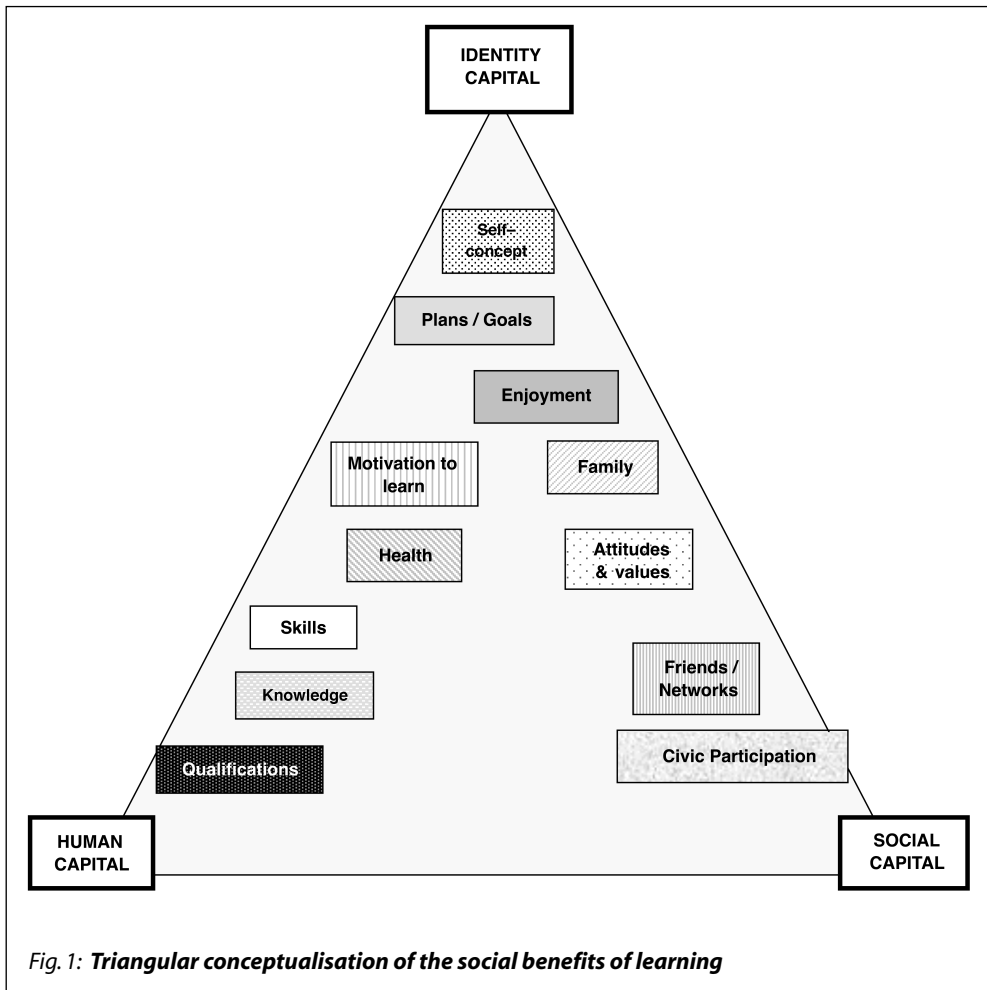 IDENTITY
CAPITAL
Self–
concept
Plans / Goals
Enjoyment
Motivation to
learn
Family
Health
Attitudes
& values
Skills
Friends /
Networks
Knowledge
Civic Participation
Qualifications
HUMAN
CAPITAL
SOCIAL
CAPITAL
Fig. 1: Triangular conceptualisation of the social benefits of learning